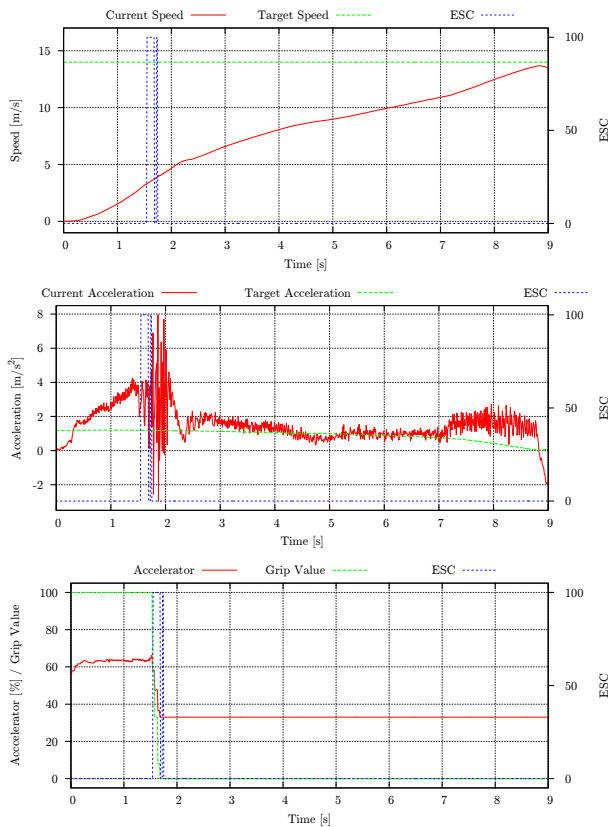 Current Speed Target Speed ESC
15
10
5
0
0 1 2 3 4 5 6 7 8 9
100
50
0
Speed [m/s]
ESC
Time [s]
Current Acceleration Target Acceleration ESC
8
6
4
2
0
-2
0 1 2 3 4 5 6 7 8 9
100
50
0
Acceleration [m/s²]
ESC
Time [s]
Accelerator Grip Value ESC
100
80
60
40
20
0
0 1 2 3 4 5 6 7 8 9
100
50
0
Acccelerator [%] / Grip Value
ESC
Time [s]